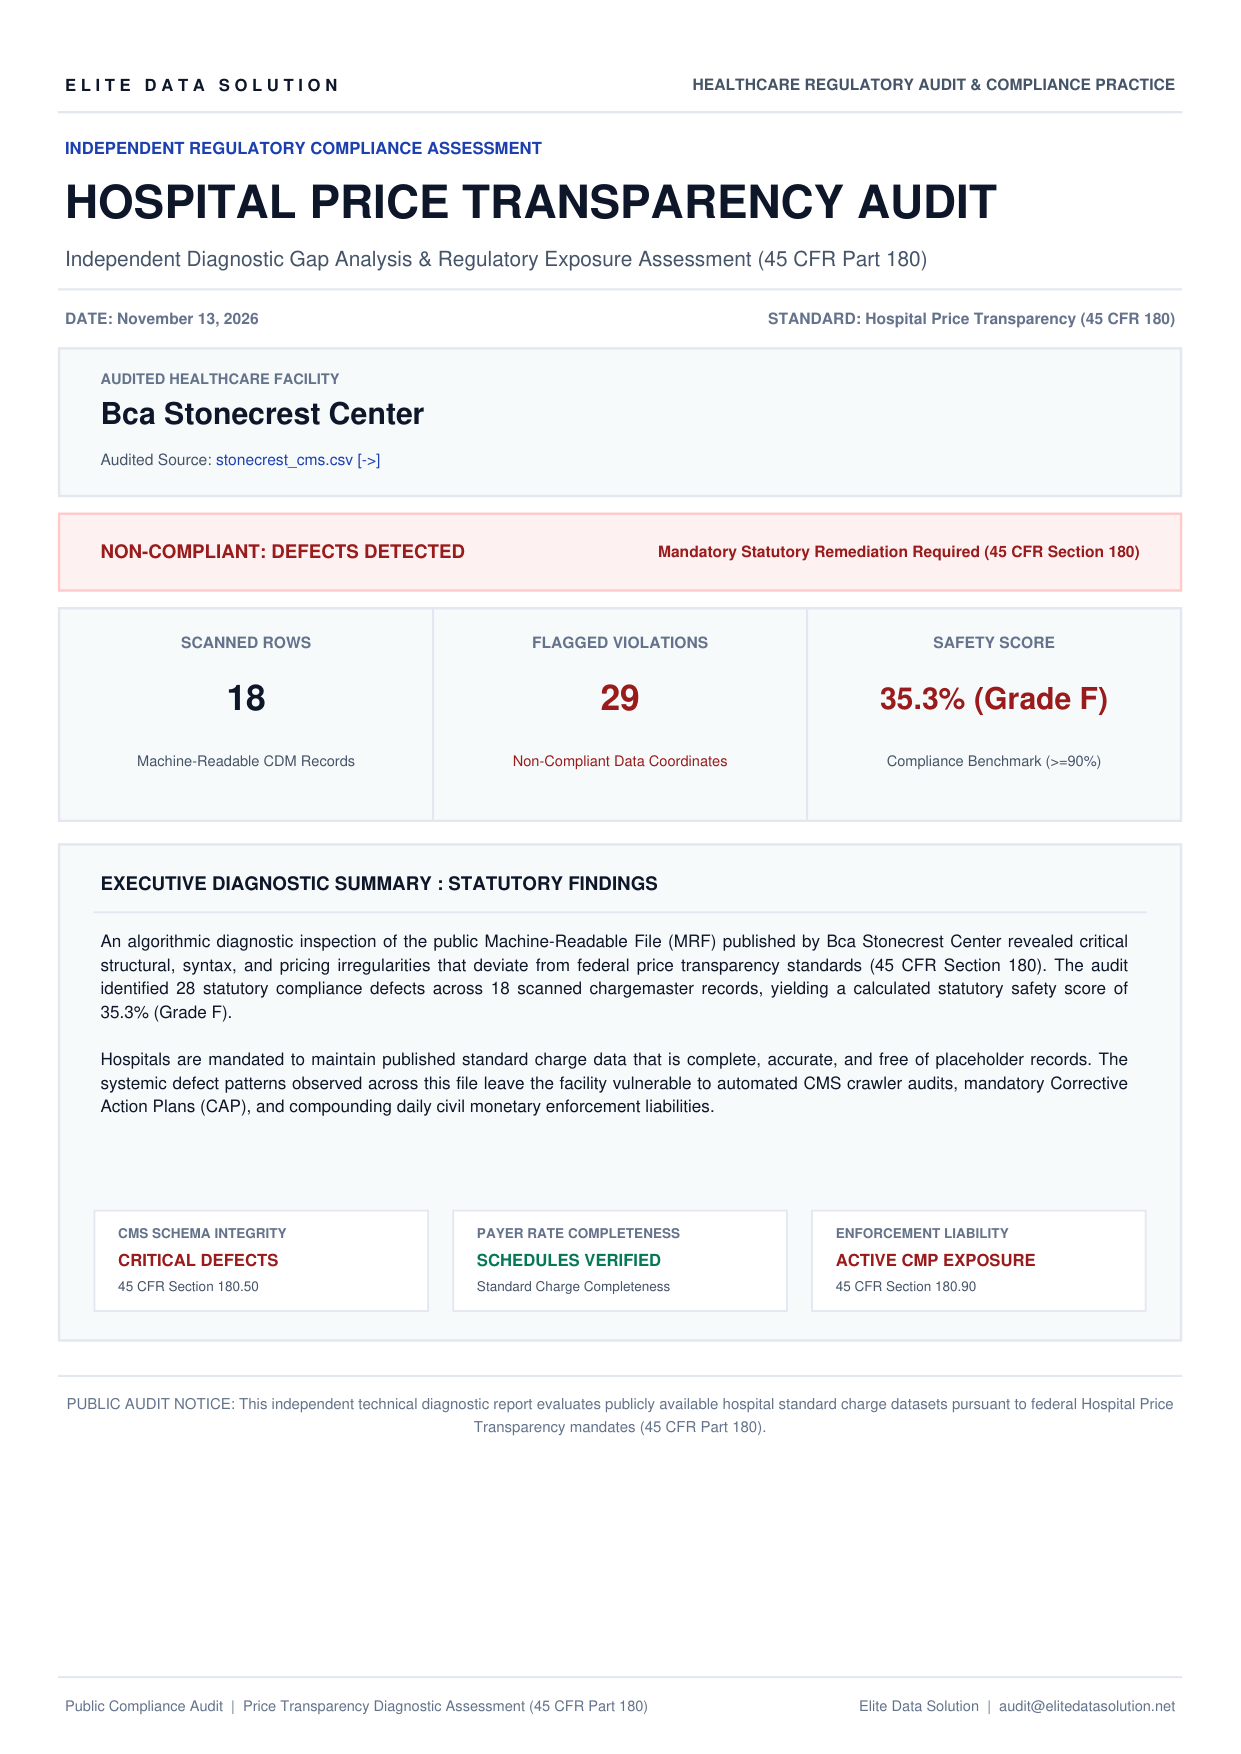 ELITE DATA SOLUTION
HEALTHCARE REGULATORY AUDIT & COMPLIANCE PRACTICE
INDEPENDENT REGULATORY COMPLIANCE ASSESSMENT
HOSPITAL PRICE TRANSPARENCY AUDIT
Independent Diagnostic Gap Analysis & Regulatory Exposure Assessment (45 CFR Part 180)
DATE: November 13, 2026
STANDARD: Hospital Price Transparency (45 CFR 180)
AUDITED HEALTHCARE FACILITY
Bca Stonecrest Center
Audited Source: stonecrest_cms.csv [->]
NON-COMPLIANT: DEFECTS DETECTED
Mandatory Statutory Remediation Required (45 CFR Section 180)
SCANNED ROWS
18
Machine-Readable CDM Records
FLAGGED VIOLATIONS
29
Non-Compliant Data Coordinates
SAFETY SCORE
35.3% (Grade F)
Compliance Benchmark (>=90%)
EXECUTIVE DIAGNOSTIC SUMMARY : STATUTORY FINDINGS
An algorithmic diagnostic inspection of the public Machine-Readable File (MRF) published by Bca Stonecrest Center revealed critical
structural, syntax, and pricing irregularities that deviate from federal price transparency standards (45 CFR Section 180). The audit
identified 28 statutory compliance defects across 18 scanned chargemaster records, yielding a calculated statutory safety score of
35.3% (Grade F).
Hospitals are mandated to maintain published standard charge data that is complete, accurate, and free of placeholder records. The
systemic defect patterns observed across this file leave the facility vulnerable to automated CMS crawler audits, mandatory Corrective
Action Plans (CAP), and compounding daily civil monetary enforcement liabilities.
CMS SCHEMA INTEGRITY
CRITICAL DEFECTS
45 CFR Section 180.50
PAYER RATE COMPLETENESS
SCHEDULES VERIFIED
Standard Charge Completeness
ENFORCEMENT LIABILITY
ACTIVE CMP EXPOSURE
45 CFR Section 180.90
PUBLIC AUDIT NOTICE: This independent technical diagnostic report evaluates publicly available hospital standard charge datasets pursuant to federal Hospital Price
Transparency mandates (45 CFR Part 180).
Public Compliance Audit | Price Transparency Diagnostic Assessment (45 CFR Part 180)
Elite Data Solution | audit@elitedatasolution.net